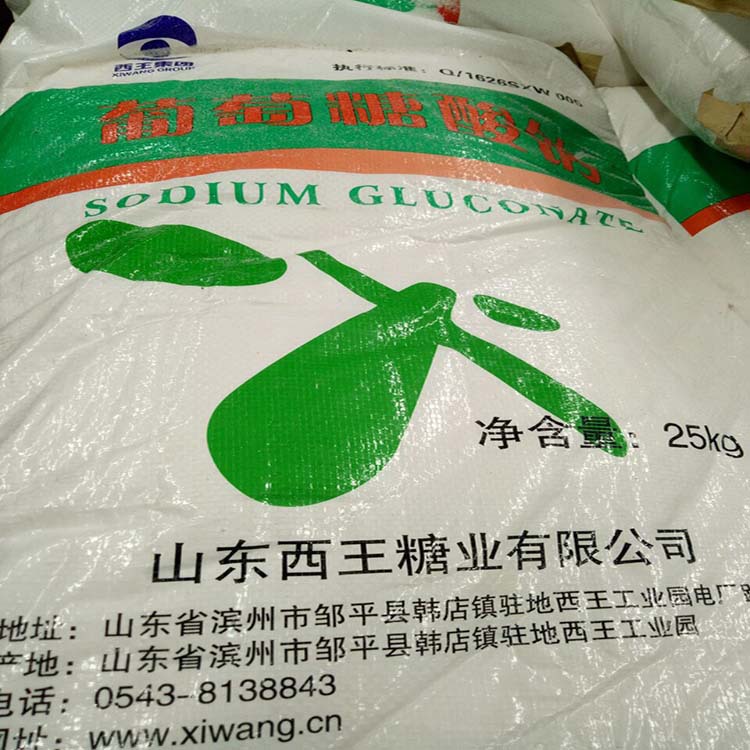 西王集团
XIWANG GROUP
执行标准：Q/1626SXW 005
葡萄糖酸钠
SODIUM GLUCONATE
净含量：25kg
山东西王糖业有限公司
地址：山东省滨州市邹平县韩店镇驻地西王工业园电厂路
产地：山东省滨州市邹平县韩店镇驻地西王工业园
电话：0543-8138843
网址：www.xiwang.cn